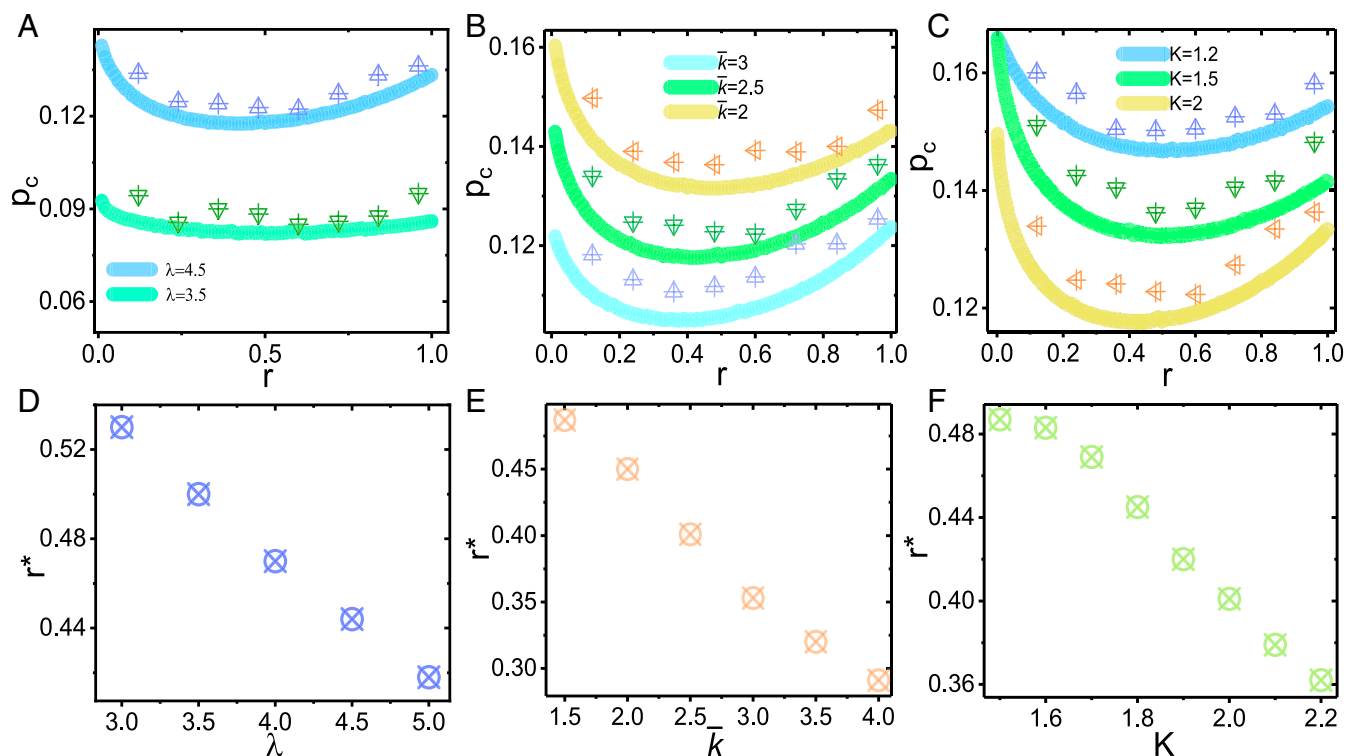 A
p_c
0.12
0.09
0.06
λ=4.5
λ=3.5
0.0 0.5 1.0
r
B
p_c
0.16
0.14
0.12
k̅=3
k̅=2.5
k̅=2
0.0 0.2 0.4 0.6 0.8 1.0
r
C
p_c
0.16
0.14
0.12
K=1.2
K=1.5
K=2
0.0 0.2 0.4 0.6 0.8 1.0
r
D
r*
0.52
0.48
0.44
3.0 3.5 4.0 4.5 5.0
λ
E
r*
0.45
0.40
0.35
0.30
1.5 2.0 2.5 3.0 3.5 4.0
k̅
F
r*
0.48
0.44
0.40
0.36
1.6 1.8 2.0 2.2
K